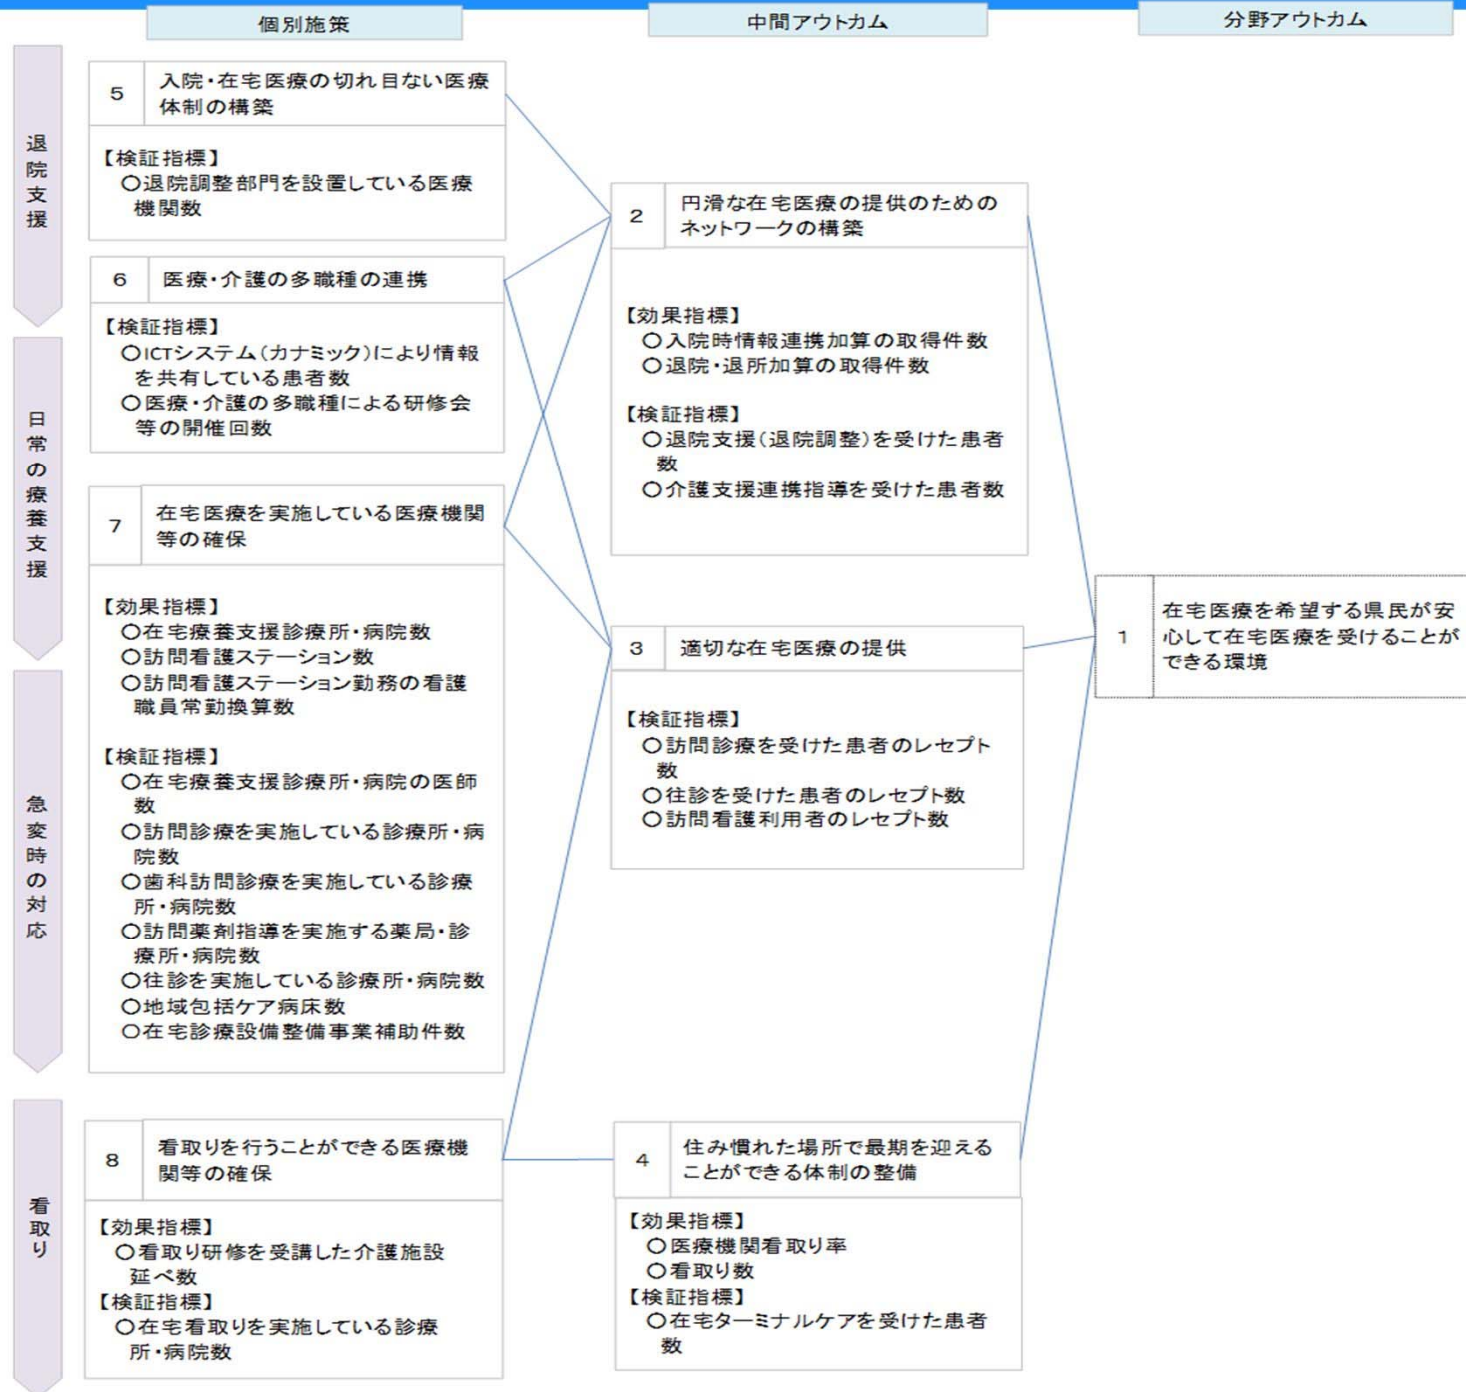 個別施策
中間アウトカム
分野アウトカム
退院支援
5
入院・在宅医療の切れ目ない医療
体制の構築
【検証指標】
〇退院調整部門を設置している医療
機関数
6
医療・介護の多職種の連携
【検証指標】
〇ICTシステム（カナミック）により情報
を共有している患者数
〇医療・介護の多職種による研修会
等の開催回数
日常の療養支援
7
在宅医療を実施している医療機関
等の確保
【効果指標】
〇在宅療養支援診療所・病院数
〇訪問看護ステーション数
〇訪問看護ステーション勤務の看護
職員常勤換算数
【検証指標】
〇在宅療養支援診療所・病院の医師
数
〇訪問診療を実施している診療所・病
院数
〇歯科訪問診療を実施している診療
所・病院数
〇訪問薬剤指導を実施する薬局・診
療所・病院数
〇往診を実施している診療所・病院数
〇地域包括ケア病床数
〇在宅診療設備整備事業補助件数
急変時の対応
看取り
8
看取りを行うことができる医療機
関等の確保
【効果指標】
〇看取り研修を受講した介護施設
延べ数
【検証指標】
〇在宅看取りを実施している診療
所・病院数
2
円滑な在宅医療の提供のための
ネットワークの構築
【効果指標】
〇入院時情報連携加算の取得件数
〇退院・退所加算の取得件数
【検証指標】
〇退院支援（退院調整）を受けた患者
数
〇介護支援連携指導を受けた患者数
3
適切な在宅医療の提供
【検証指標】
〇訪問診療を受けた患者のレセプト
数
〇往診を受けた患者のレセプト数
〇訪問看護利用者のレセプト数
4
住み慣れた場所で最期を迎える
ことができる体制の整備
【効果指標】
〇医療機関看取り率
〇看取り数
【検証指標】
〇在宅ターミナルケアを受けた患者
数
1
在宅医療を希望する県民が安
心して在宅医療を受けることが
できる環境